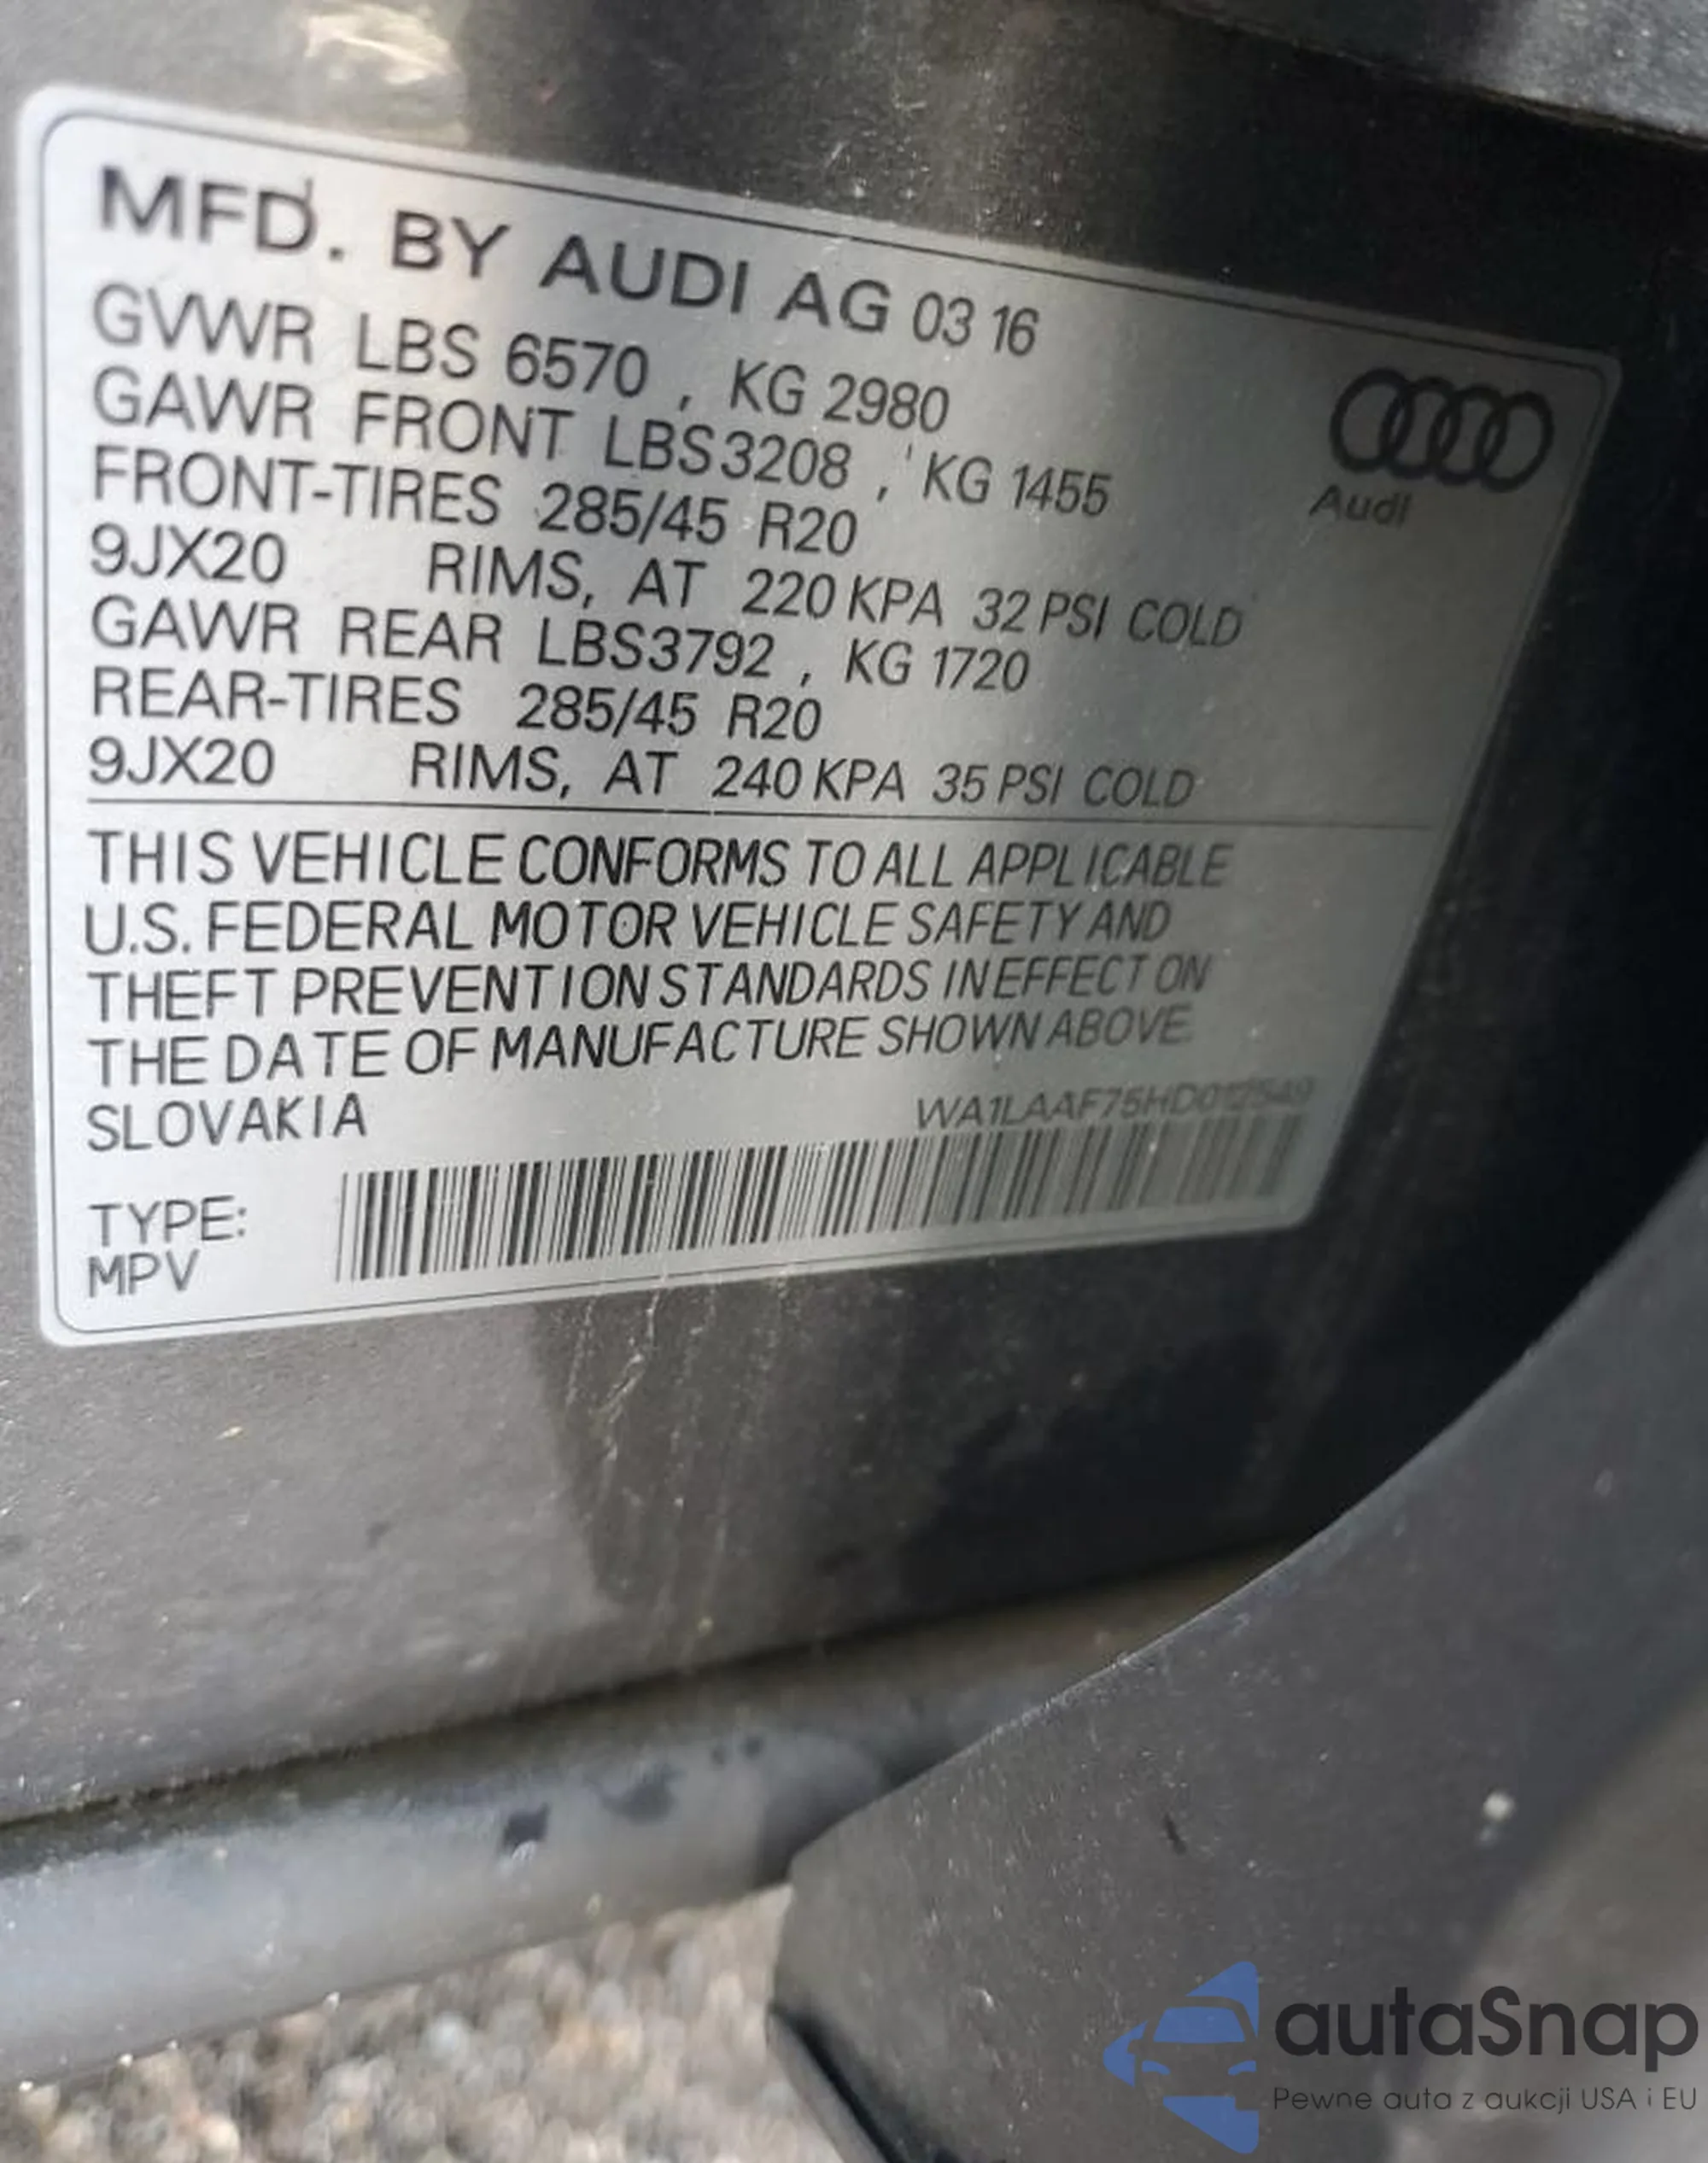 MFD. BY AUDI AG 03 16
GVWR LBS 6570 , KG 2980
GAWR FRONT LBS3208 , KG 1455
FRONT-TIRES 285/45 R20
9JX20 RIMS, AT 220 KPA 32 PSI COLD
GAWR REAR LBS3792 , KG 1720
REAR-TIRES 285/45 R20
9JX20 RIMS, AT 240 KPA 35 PSI COLD
Audi
THIS VEHICLE CONFORMS TO ALL APPLICABLE
U.S. FEDERAL MOTOR VEHICLE SAFETY AND
THEFT PREVENTION STANDARDS IN EFFECT ON
THE DATE OF MANUFACTURE SHOWN ABOVE.
SLOVAKIA
TYPE:
MPV
autaSnap
Pewne auta z aukcji USA i EU